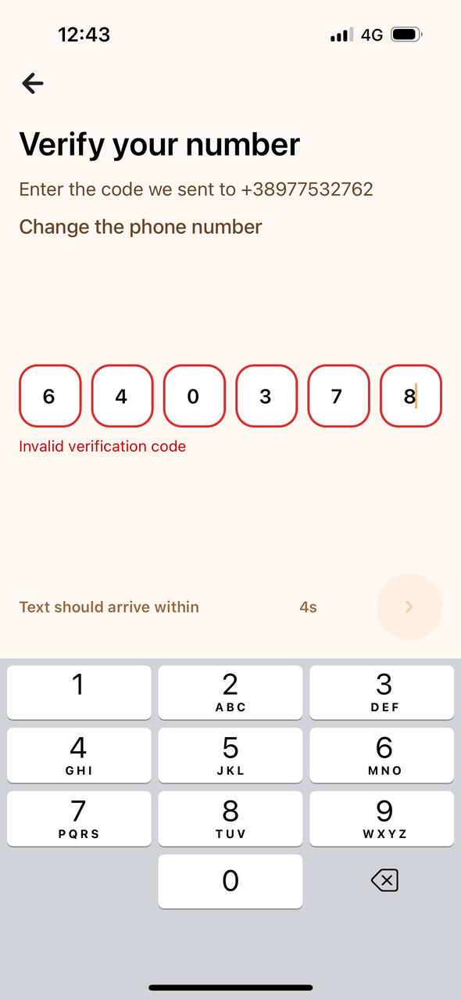 12:43 4G
Verify your number
Enter the code we sent to +38977532762
Change the phone number
6 4 0 3 7 8
Invalid verification code
Text should arrive within 4s
1 2 3
ABC DEF
4 5 6
GHI JKL MNO
7 8 9
PQRS TUV WXYZ
0